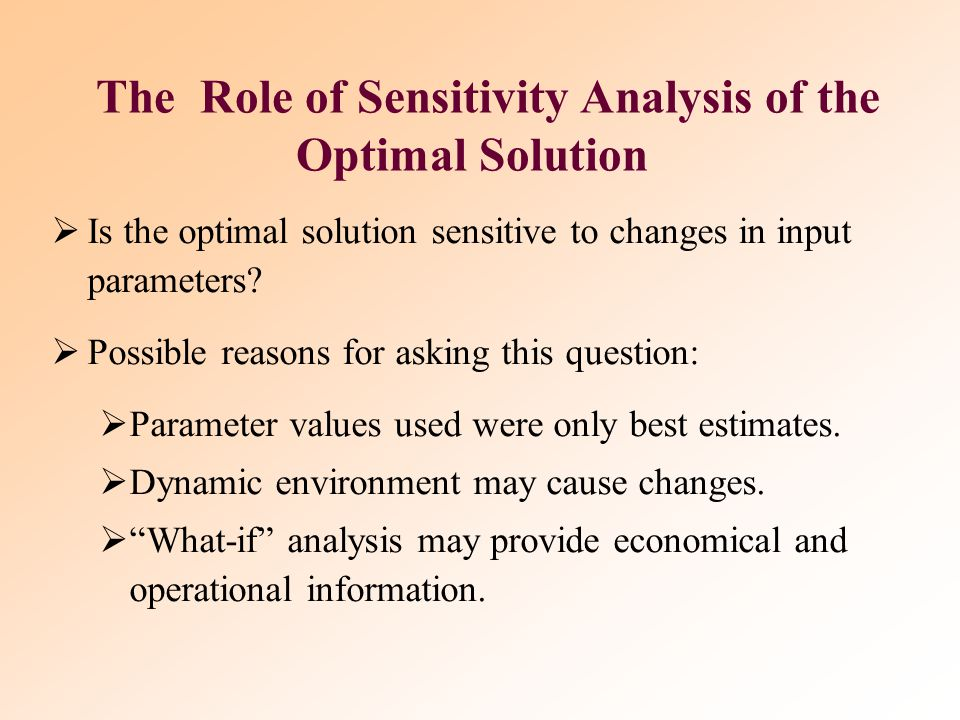 The Role of Sensitivity Analysis of the
Optimal Solution
➢Is the optimal solution sensitive to changes in input
parameters?
➢Possible reasons for asking this question:
➢Parameter values used were only best estimates.
➢Dynamic environment may cause changes.
➢“What-if” analysis may provide economical and
operational information.